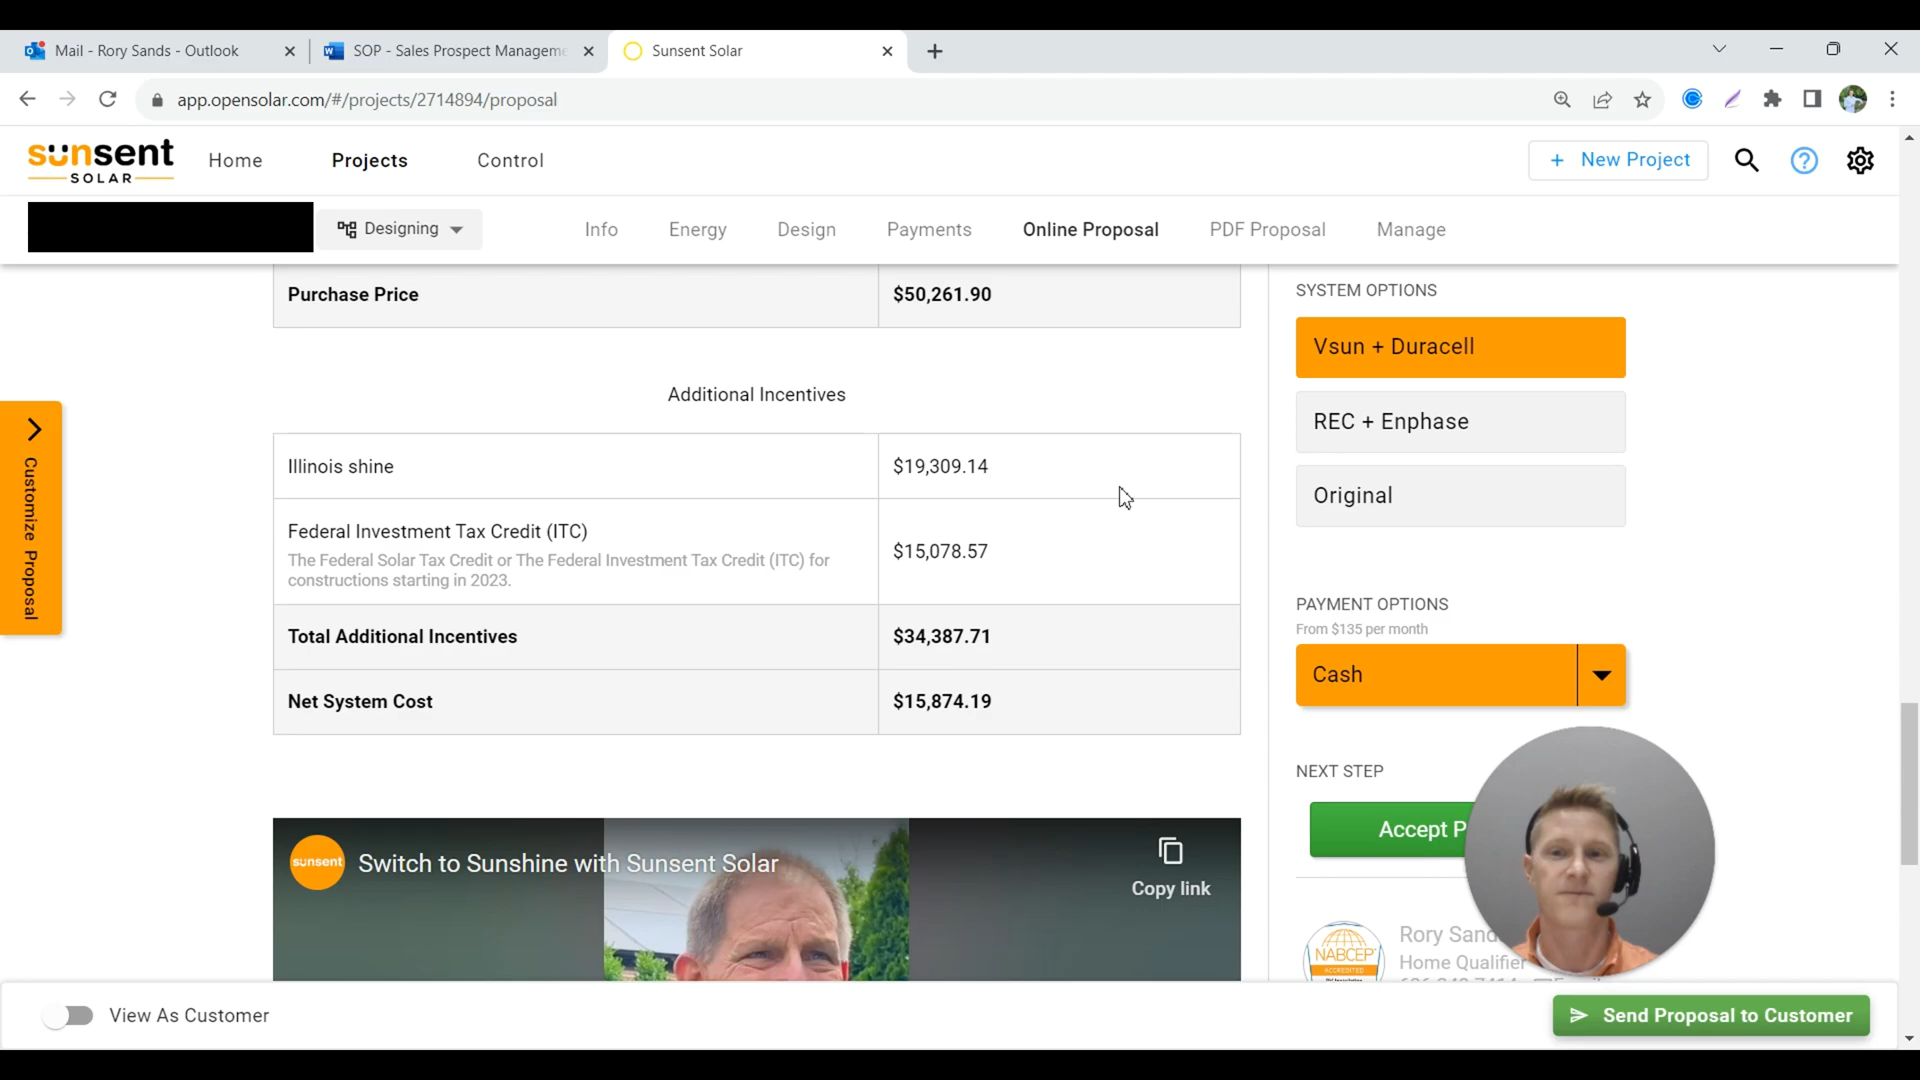 Mail - Rory Sands - Outlook
SOP - Sales Prospect Manageme
Sunsent Solar
app.opensolar.com/#/projects/2714894/proposal
sunsent
SOLAR
Home
Projects
Control
+ New Project
Designing
Info
Energy
Design
Payments
Online Proposal
PDF Proposal
Manage
Purchase Price
$50,261.90
Additional Incentives
Illinois shine
$19,309.14
Federal Investment Tax Credit (ITC)
The Federal Solar Tax Credit or The Federal Investment Tax Credit (ITC) for
constructions starting in 2023.
$15,078.57
Total Additional Incentives
$34,387.71
Net System Cost
$15,874.19
Customize Proposal
SYSTEM OPTIONS
Vsun + Duracell
REC + Enphase
Original
PAYMENT OPTIONS
From $135 per month
Cash
NEXT STEP
Accept P
sunsent
Switch to Sunshine with Sunsent Solar
Copy link
NABCEP
ACCREDITED
Rory Sand
Home Qualifier
View As Customer
Send Proposal to Customer